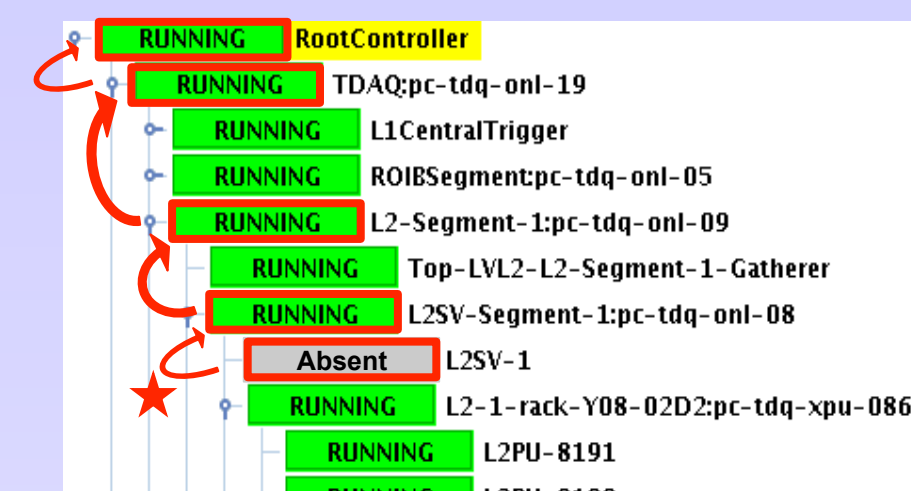 RUNNING RootController
RUNNING TDAQ:pc-tdq-onl-19
RUNNING L1CentralTrigger
RUNNING ROIBSegment:pc-tdq-onl-05
RUNNING L2-Segment-1:pc-tdq-onl-09
RUNNING Top-LVL2-L2-Segment-1-Gatherer
RUNNING L2SV-Segment-1:pc-tdq-onl-08
Absent L2SV-1
RUNNING L2-1-rack-Y08-02D2:pc-tdq-xpu-086
RUNNING L2PU-8191